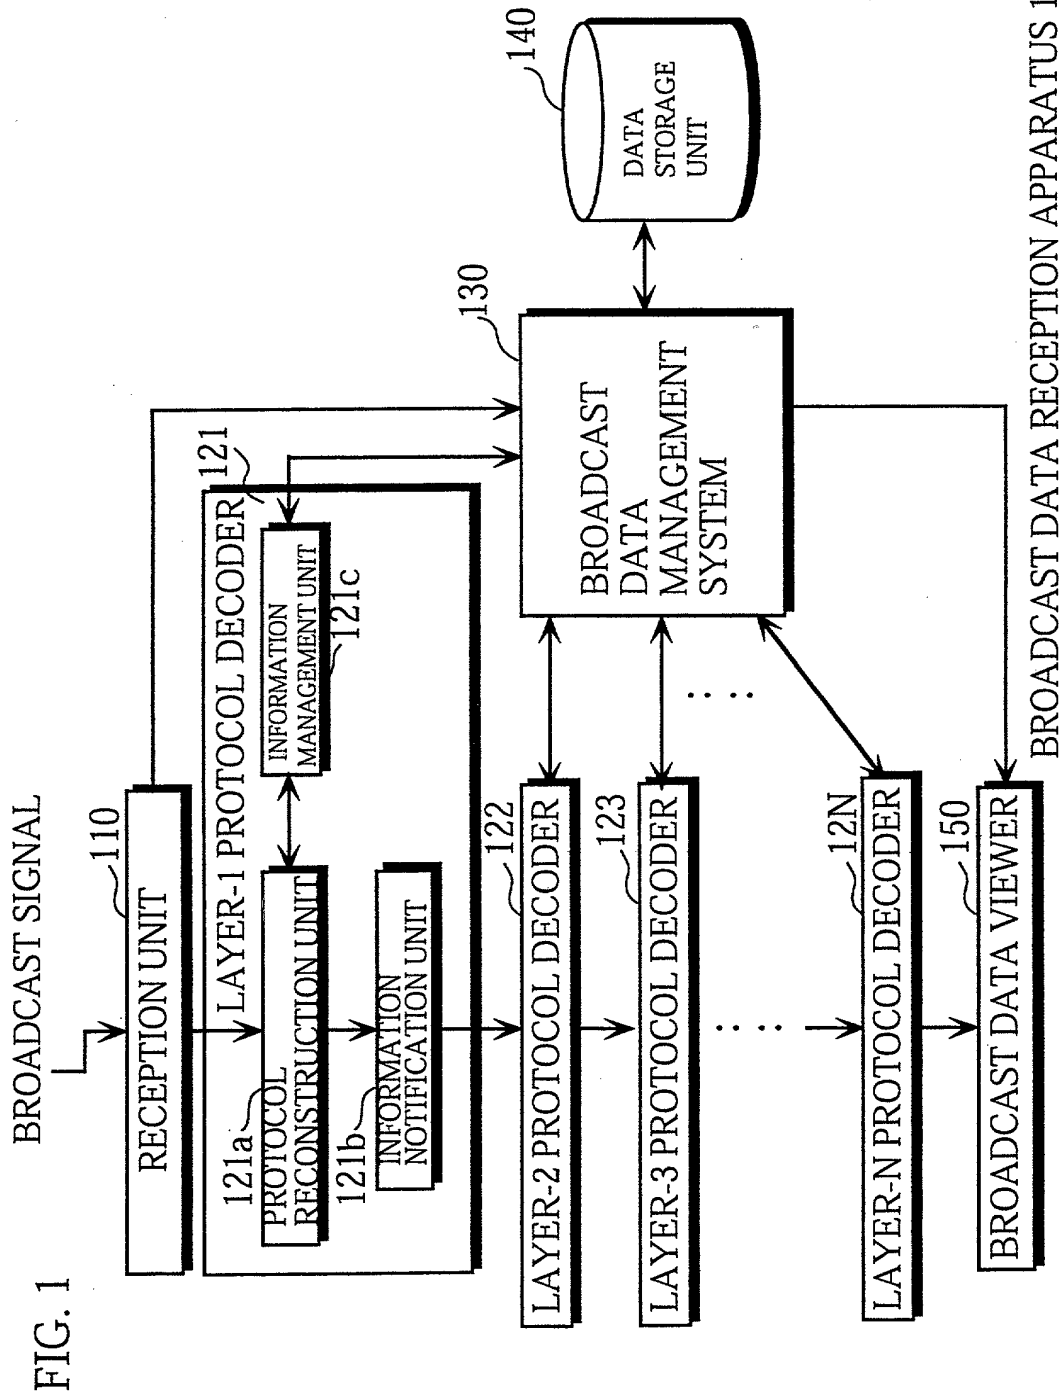 FIG. 1
BROADCAST SIGNAL
RECEPTION UNIT
110
LAYER-1 PROTOCOL DECODER
121
121a
PROTOCOL
RECONSTRUCTION UNIT
INFORMATION
MANAGEMENT UNIT
121c
121b
INFORMATION
NOTIFICATION UNIT
LAYER-2 PROTOCOL DECODER
122
LAYER-3 PROTOCOL DECODER
123
. . . . .
. . . . .
LAYER-N PROTOCOL DECODER
12N
BROADCAST DATA VIEWER
150
BROADCAST
DATA
MANAGEMENT
SYSTEM
130
DATA
STORAGE
UNIT
140
BROADCAST DATA RECEPTION APPARATUS 1